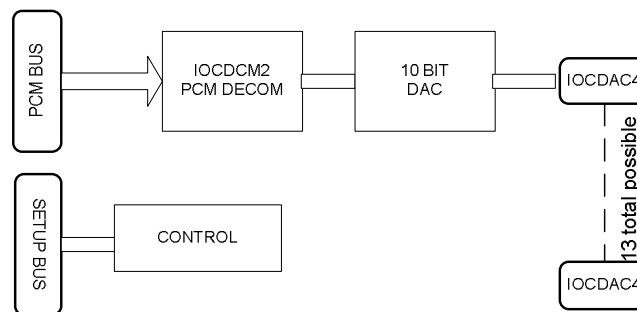 PCM BUS
IOCDCM2
PCM DECOM
10 BIT
DAC
IOCDAC4
13 total possible
SETUP BUS
CONTROL
IOCDAC4